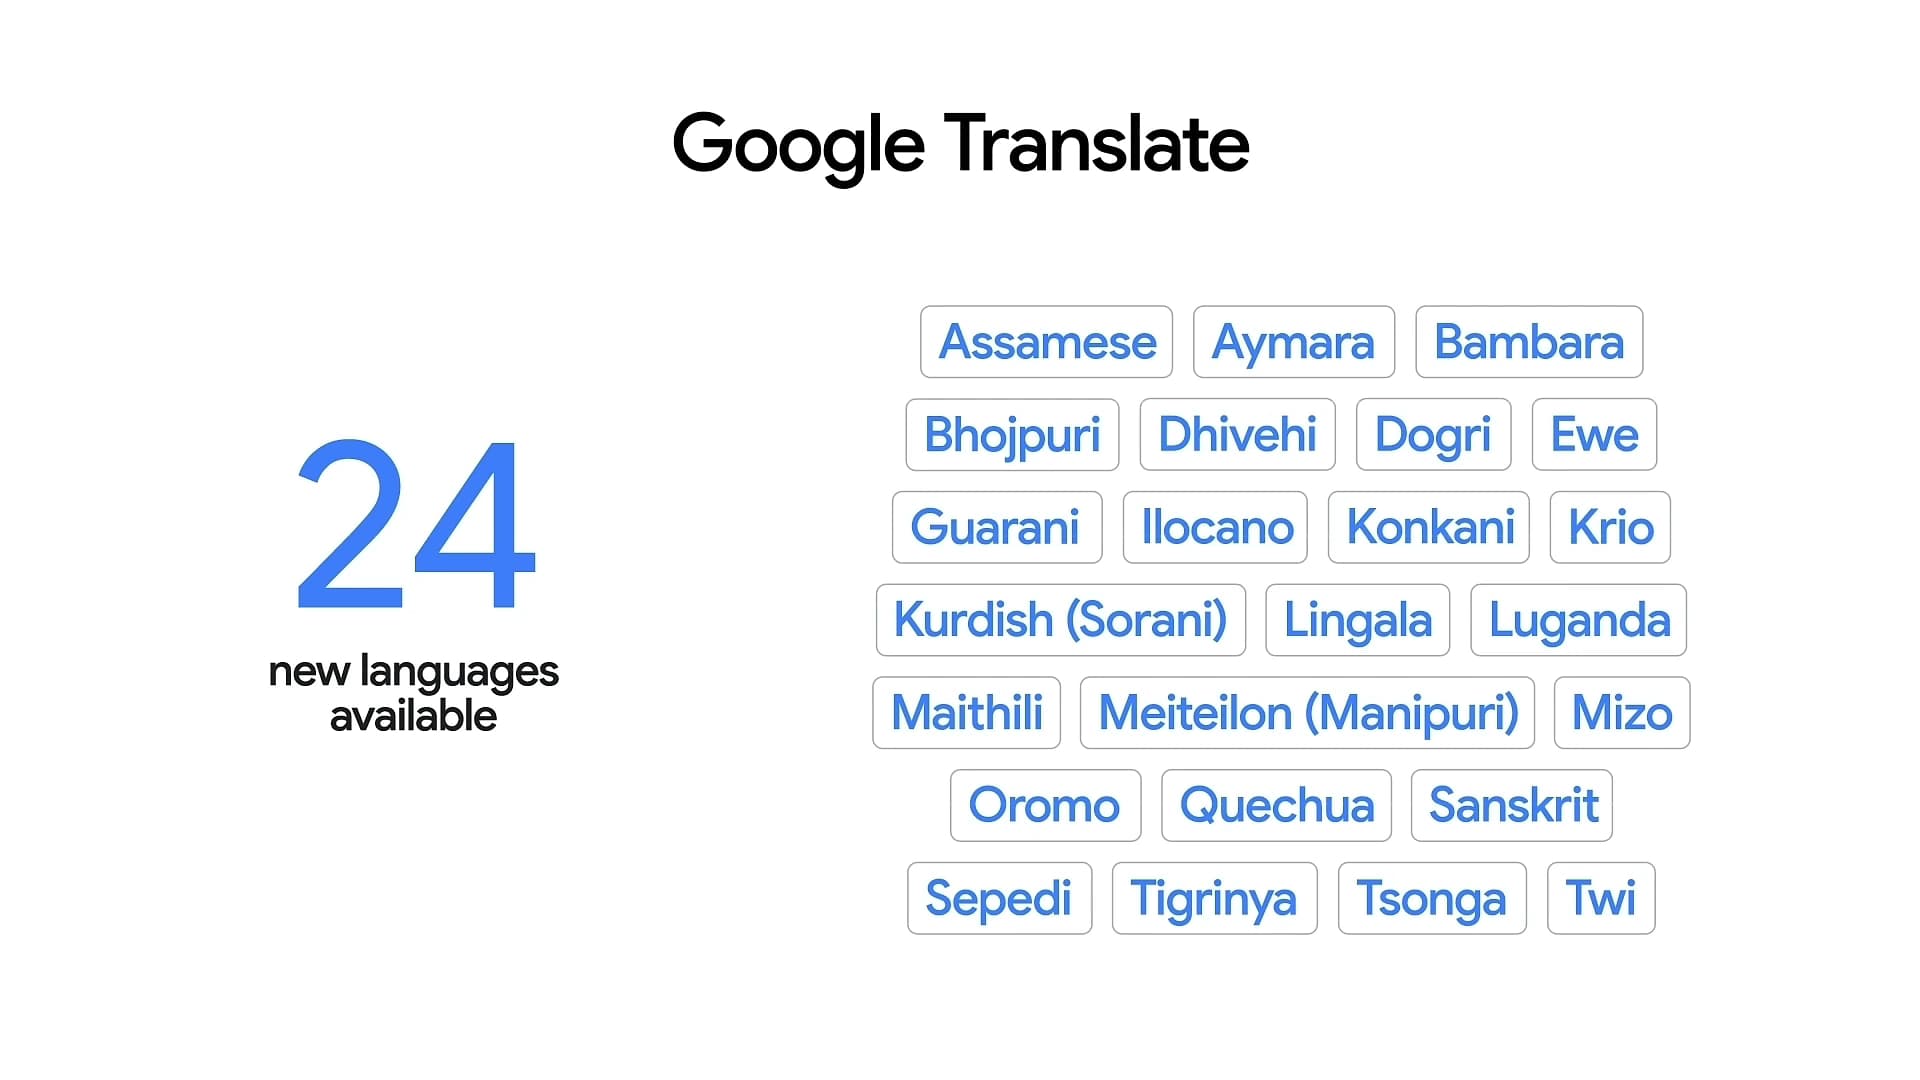 Google Translate
24
new languages
available
Assamese Aymara Bambara
Bhojpuri Dhivehi Dogri Ewe
Guarani Ilocano Konkani Krio
Kurdish (Sorani) Lingala Luganda
Maithili Meiteilon (Manipuri) Mizo
Oromo Quechua Sanskrit
Sepedi Tigrinya Tsonga Twi